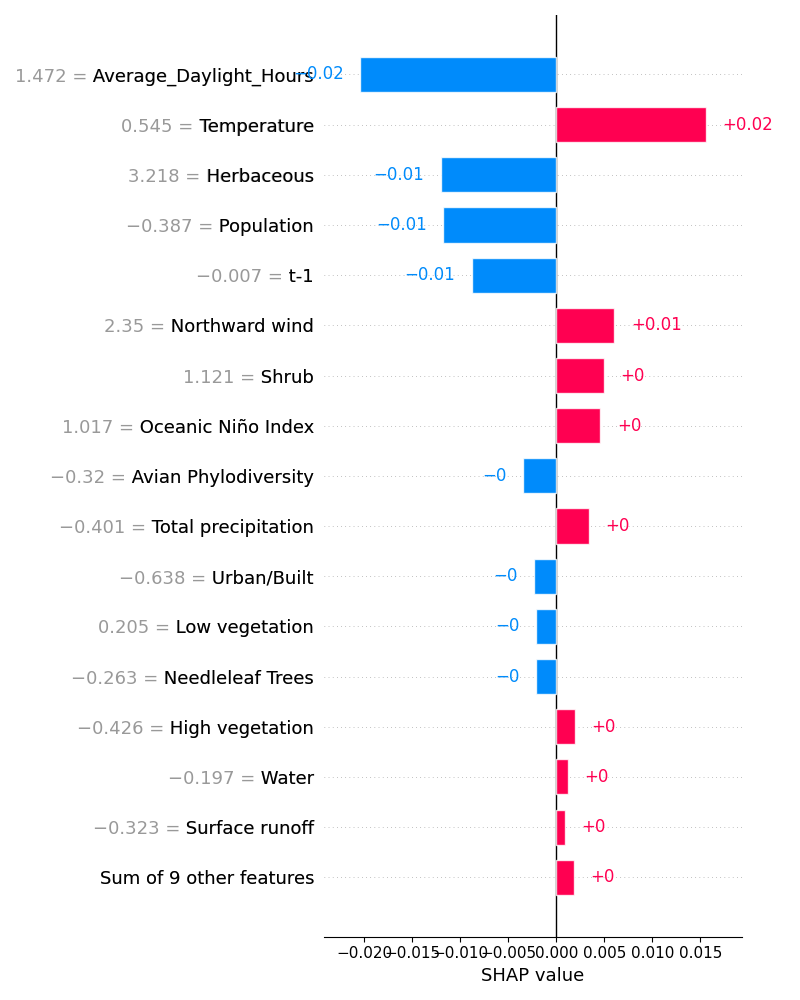 1.472 = Average_Daylight_Hours −0.02
0.545 = Temperature +0.02
3.218 = Herbaceous −0.01
−0.387 = Population −0.01
−0.007 = t-1 −0.01
2.35 = Northward wind +0.01
1.121 = Shrub +0
1.017 = Oceanic Niño Index +0
−0.32 = Avian Phylodiversity −0
−0.401 = Total precipitation +0
−0.638 = Urban/Built −0
0.205 = Low vegetation −0
−0.263 = Needleleaf Trees −0
−0.426 = High vegetation +0
−0.197 = Water +0
−0.323 = Surface runoff +0
Sum of 9 other features +0
−0.020 −0.015 −0.010 −0.005 0.000 0.005 0.010 0.015
SHAP value